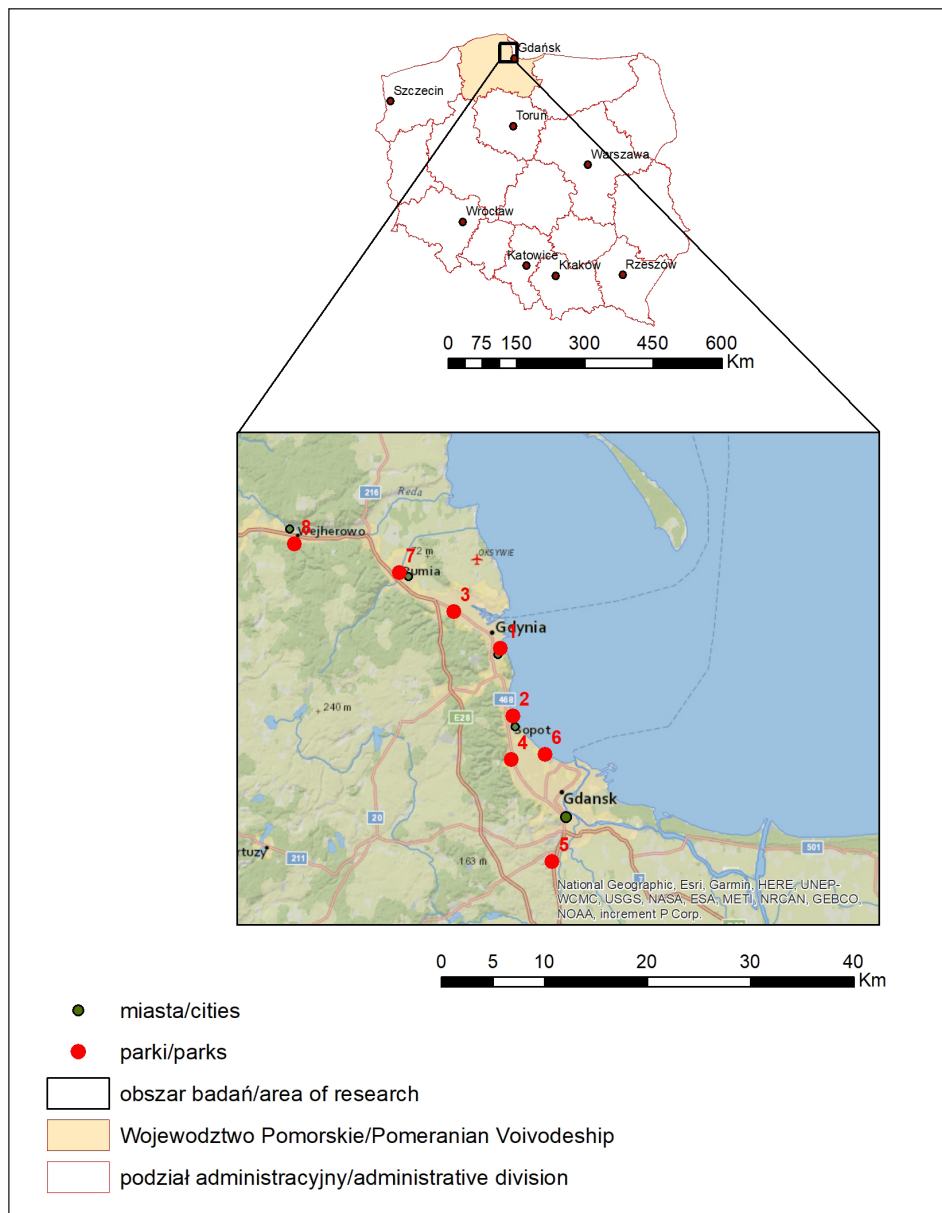 Gdańsk
Szczecin
Toruń
Warszawa
Wrocław
Katowice
Kraków
Rzeszów
0 75 150 300 450 600
Km
216
Reda
8
Wejherowo
7
72 m
OKSYWIE
Rumia
3
Gdynia
1
468
2
240 m
E28
Sopot
4
6
Gdansk
20
501
5
rtuzy
211
163 m
7
National Geographic, Esri, Garmin, HERE, UNEP-
WCMC, USGS, NASA, ESA, METI, NRCAN, GEBCO,
NOAA, increment P Corp.
0 5 10 20 30 40
Km
miasta/cities
parki/parks
obszar badań/area of research
Wojewodztwo Pomorskie/Pomeranian Voivodeship
podział administracyjny/administrative division